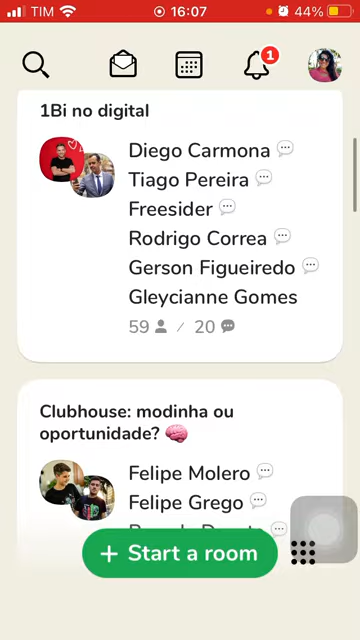 TIM 16:07 44%
1
1Bi no digital
Diego Carmona
Tiago Pereira
Freesider
Rodrigo Correa
Gerson Figueiredo
Gleycianne Gomes
59 / 20
Clubhouse: modinha ou
oportunidade?
Felipe Molero
Felipe Grego
+ Start a room